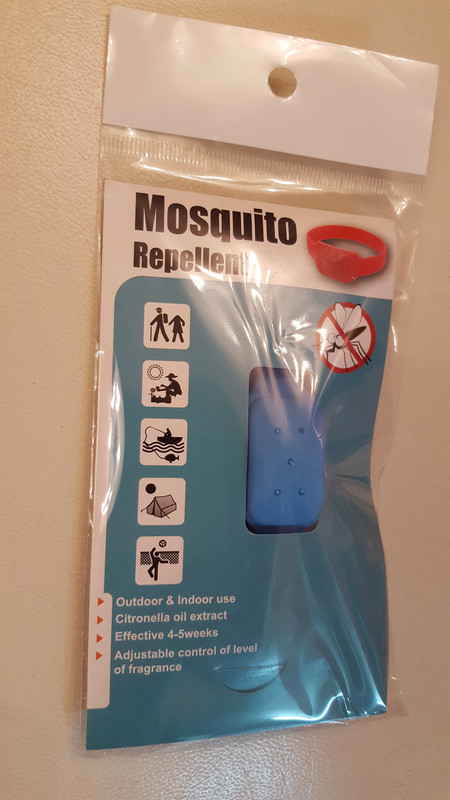 Mosquito
Repellent
Outdoor & Indoor use
Citronella oil extract
Effective 4-5weeks
Adjustable control of level
of fragrance